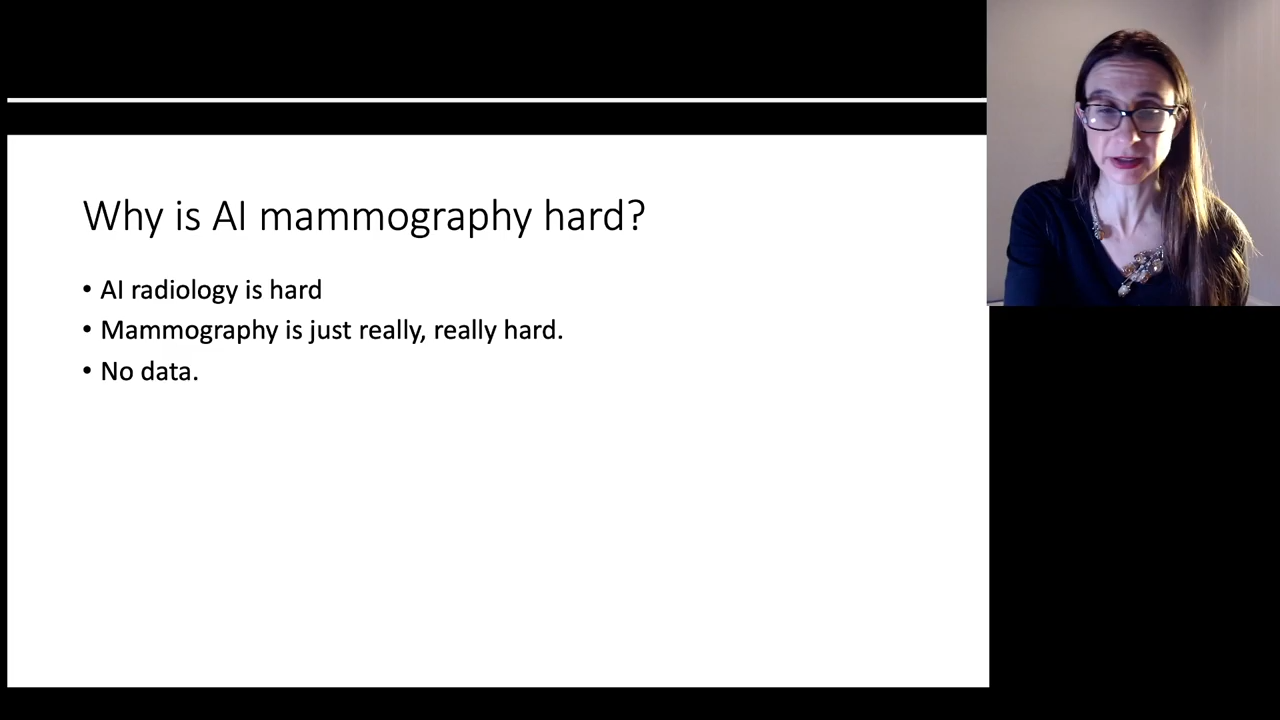 Why is AI mammography hard?
• AI radiology is hard
• Mammography is just really, really hard.
• No data.